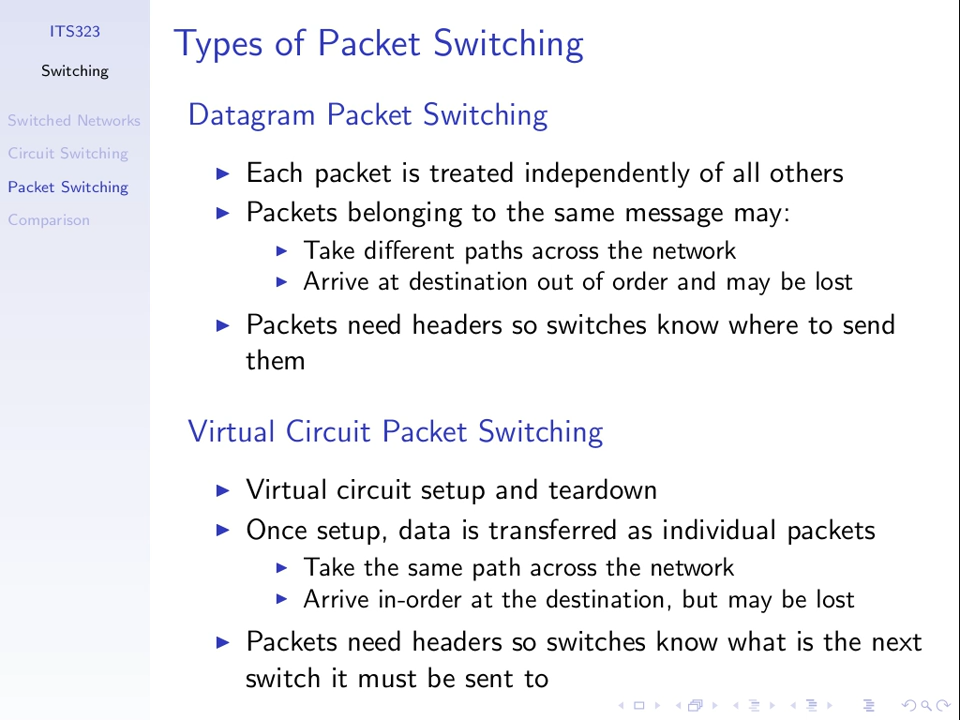 ITS323
Switching
Switched Networks
Circuit Switching
Packet Switching
Comparison
Types of Packet Switching
Datagram Packet Switching
Each packet is treated independently of all others
Packets belonging to the same message may:
Take different paths across the network
Arrive at destination out of order and may be lost
Packets need headers so switches know where to send
them
Virtual Circuit Packet Switching
Virtual circuit setup and teardown
Once setup, data is transferred as individual packets
Take the same path across the network
Arrive in-order at the destination, but may be lost
Packets need headers so switches know what is the next
switch it must be sent to